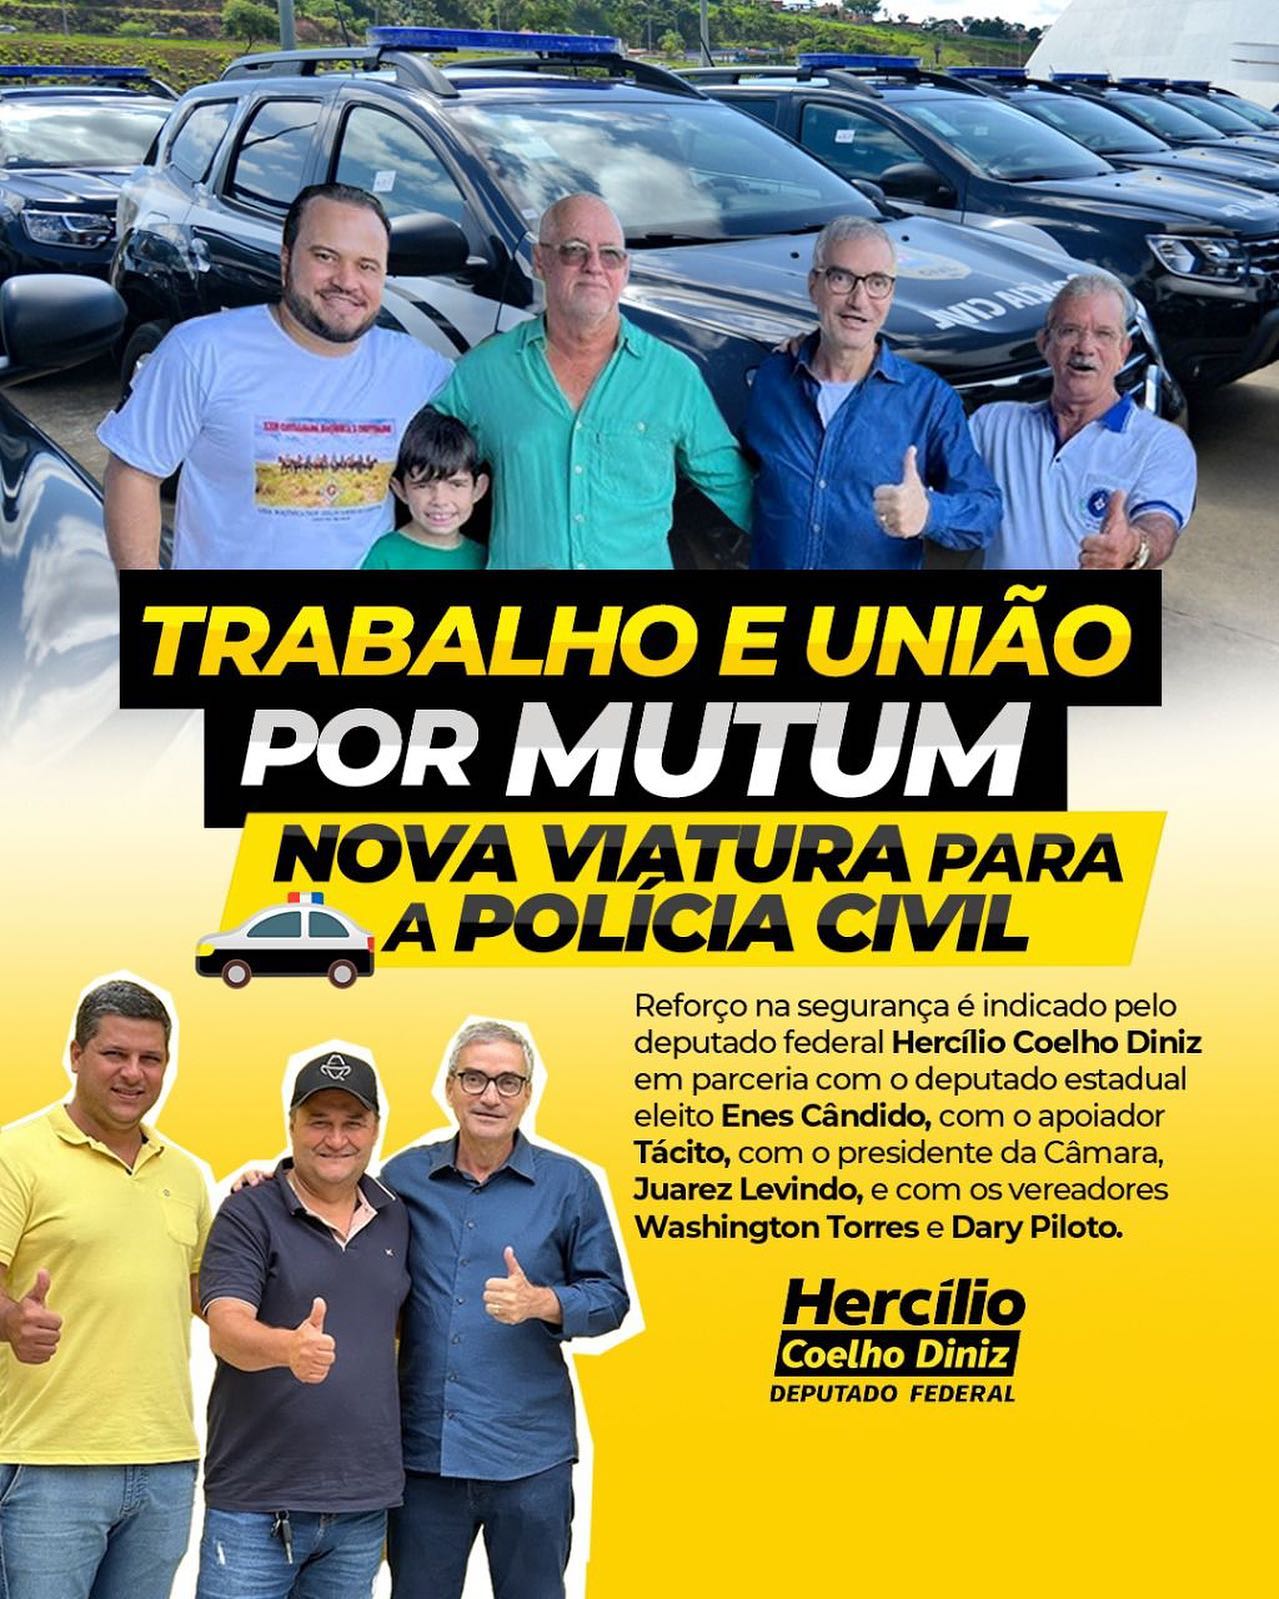 POLÍCIA CIVIL
TRABALHO E UNIÃO
POR MUTUM
NOVA VIATURA PARA
A POLÍCIA CIVIL
Reforço na segurança é indicado pelo
deputado federal Hercílio Coelho Diniz
em parceria com o deputado estadual
eleito Enes Cândido, com o apoiador
Tácito, com o presidente da Câmara,
Juarez Levindo, e com os vereadores
Washington Torres e Dary Piloto.
Hercílio
Coelho Diniz
DEPUTADO FEDERAL